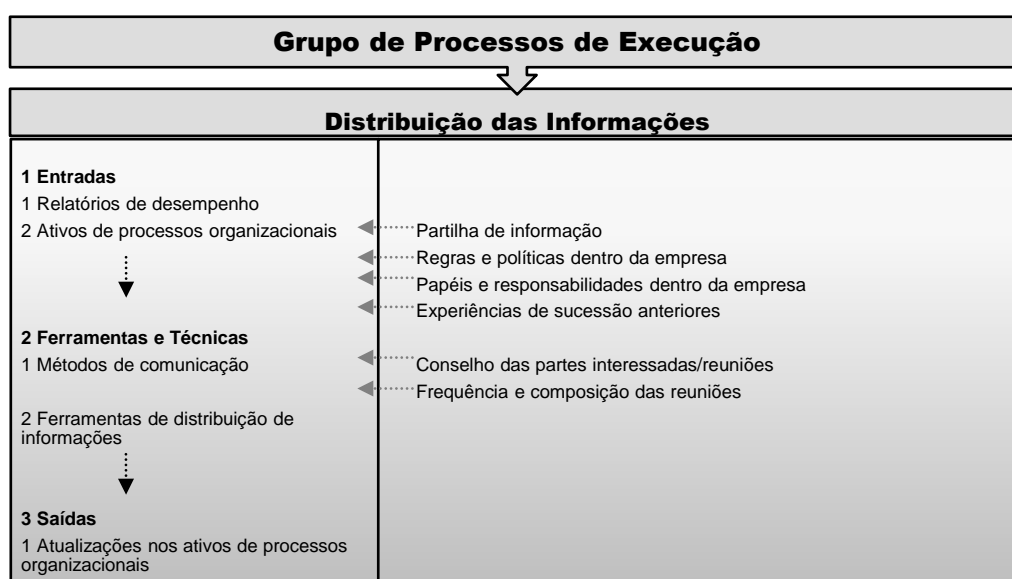 Grupo de Processos de Execução
Distribuição das Informações
1 Entradas
1 Relatórios de desempenho
2 Ativos de processos organizacionais
Partilha de informação
Regras e políticas dentro da empresa
Papéis e responsabilidades dentro da empresa
Experiências de sucessão anteriores
2 Ferramentas e Técnicas
1 Métodos de comunicação
Conselho das partes interessadas/reuniões
Frequência e composição das reuniões
2 Ferramentas de distribuição de
informações
3 Saídas
1 Atualizações nos ativos de processos
organizacionais